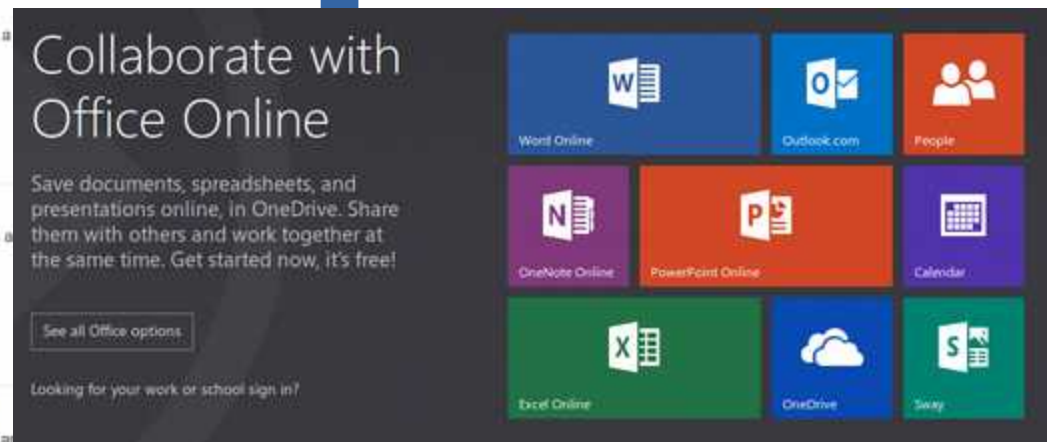 Collaborate with
Office Online
Save documents, spreadsheets, and
presentations online, in OneDrive. Share
them with others and work together at
the same time. Get started now, it's free!
See all Office options
Looking for your work or school sign in?
W
Word Online
O
Outlook.com
People
N
OneNote Online
P
PowerPoint Online
Calendar
X
Excel Online
OneDrive
S
Sway